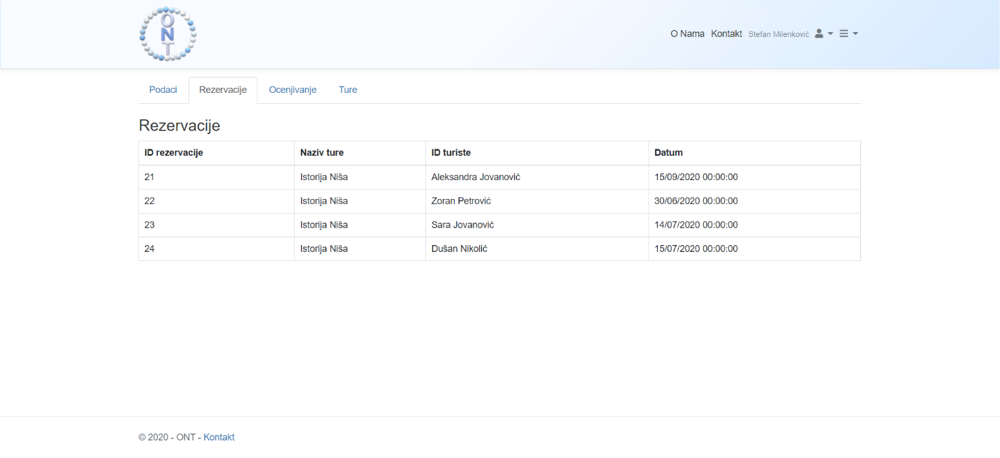 ONT
O Nama Kontakt Stefan Milenković
Podaci Rezervacije Ocenjivanje Ture
Rezervacije
ID rezervacije Naziv ture ID turiste Datum
21 Istorija Niša Aleksandra Jovanović 15/09/2020 00:00:00
22 Istorija Niša Zoran Petrović 30/06/2020 00:00:00
23 Istorija Niša Sara Jovanović 14/07/2020 00:00:00
24 Istorija Niša Dušan Nikolić 15/07/2020 00:00:00
© 2020 - ONT - Kontakt